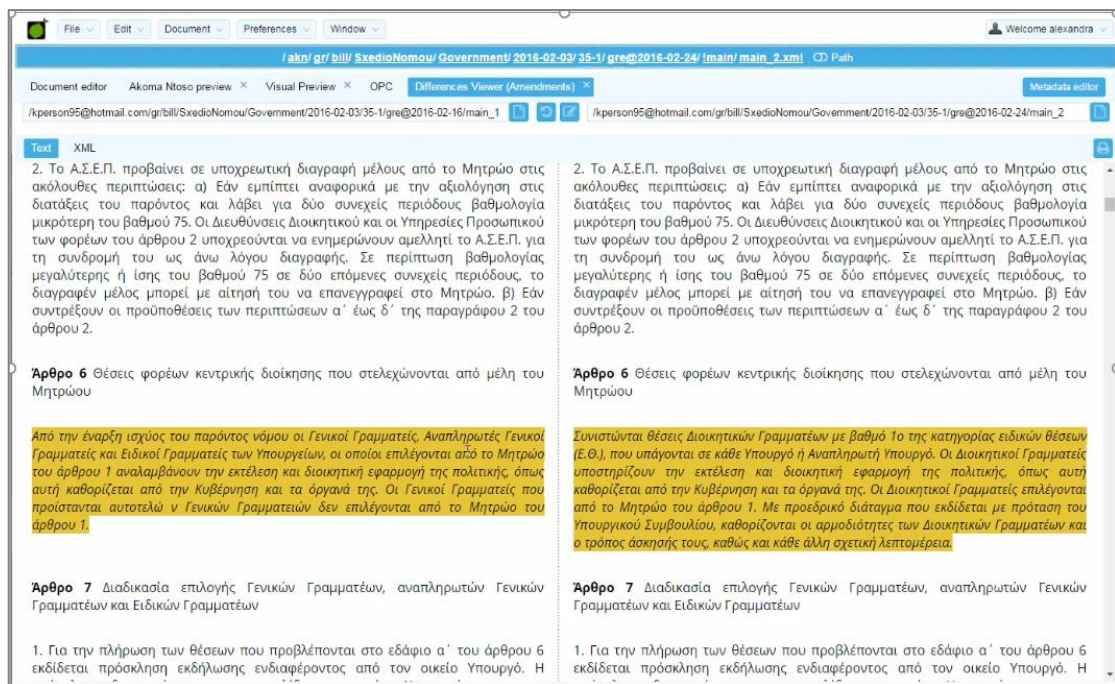 File Edit Document Preferences Window Welcome alexandra
/ akn/ gr/ bill/ SxedioNomou/ Government/ 2016-02-03/ 35-1/ gre@2016-02-24/ !main/ main_2.xml Path
Document editor Akoma Ntoso preview × Visual Preview × OPC Differences Viewer (Amendments) × Metadata editor
/kperson95@hotmail.com/gr/bill/SxedioNomou/Government/2016-02-03/35-1/gre@2016-02-16/main_1
/kperson95@hotmail.com/gr/bill/SxedioNomou/Government/2016-02-03/35-1/gre@2016-02-24/main_2
Text XML
2. Το Α.Σ.Ε.Π. προβαίνει σε υποχρεωτική διαγραφή μέλους από το Μητρώο στις
ακόλουθες περιπτώσεις: α) Εάν εμπίπτει αναφορικά με την αξιολόγηση στις
διατάξεις του παρόντος και λάβει για δύο συνεχείς περιόδους βαθμολογία
μικρότερη του βαθμού 75. Οι Διευθύνσεις Διοικητικού και οι Υπηρεσίες Προσωπικού
των φορέων του άρθρου 2 υποχρεούνται να ενημερώνουν αμελλητί το Α.Σ.Ε.Π. για
τη συνδρομή του ως άνω λόγου διαγραφής. Σε περίπτωση βαθμολογίας
μεγαλύτερης ή ίσης του βαθμού 75 σε δύο επόμενες συνεχείς περιόδους, το
διαγραφέν μέλος μπορεί με αίτησή του να επανεγγραφεί στο Μητρώο. β) Εάν
συντρέξουν οι προϋποθέσεις των περιπτώσεων α΄ έως δ΄ της παραγράφου 2 του
άρθρου 2.
Άρθρο 6 Θέσεις φορέων κεντρικής διοίκησης που στελεχώνονται από μέλη του
Μητρώου
Από την έναρξη ισχύος του παρόντος νόμου οι Γενικοί Γραμματείς, Αναπληρωτές Γενικοί
Γραμματείς και Ειδικοί Γραμματείς των Υπουργείων, οι οποίοι επιλέγονται από το Μητρώο
του άρθρου 1 αναλαμβάνουν την εκτέλεση και διοικητική εφαρμογή της πολιτικής, όπως
αυτή καθορίζεται από την Κυβέρνηση και τα όργανά της. Οι Γενικοί Γραμματείς που
προΐστανται αυτοτελώ ν Γενικών Γραμματειών δεν επιλέγονται από το Μητρώο του
άρθρου 1.
Άρθρο 7 Διαδικασία επιλογής Γενικών Γραμματέων, αναπληρωτών Γενικών
Γραμματέων και Ειδικών Γραμματέων
1. Για την πλήρωση των θέσεων που προβλέπονται στο εδάφιο α΄ του άρθρου 6
εκδίδεται πρόσκληση εκδήλωσης ενδιαφέροντος από τον οικείο Υπουργό. Η
2. Το Α.Σ.Ε.Π. προβαίνει σε υποχρεωτική διαγραφή μέλους από το Μητρώο στις
ακόλουθες περιπτώσεις: α) Εάν εμπίπτει αναφορικά με την αξιολόγηση στις
διατάξεις του παρόντος και λάβει για δύο συνεχείς περιόδους βαθμολογία
μικρότερη του βαθμού 75. Οι Διευθύνσεις Διοικητικού και οι Υπηρεσίες Προσωπικού
των φορέων του άρθρου 2 υποχρεούνται να ενημερώνουν αμελλητί το Α.Σ.Ε.Π. για
τη συνδρομή του ως άνω λόγου διαγραφής. Σε περίπτωση βαθμολογίας
μεγαλύτερης ή ίσης του βαθμού 75 σε δύο επόμενες συνεχείς περιόδους, το
διαγραφέν μέλος μπορεί με αίτησή του να επανεγγραφεί στο Μητρώο. β) Εάν
συντρέξουν οι προϋποθέσεις των περιπτώσεων α΄ έως δ΄ της παραγράφου 2 του
άρθρου 2.
Άρθρο 6 Θέσεις φορέων κεντρικής διοίκησης που στελεχώνονται από μέλη του
Μητρώου
Συνιστώνται θέσεις Διοικητικών Γραμματέων με βαθμό 1ο της κατηγορίας ειδικών θέσεων
(Ε.Θ.), που υπάγονται σε κάθε Υπουργό ή Αναπληρωτή Υπουργό. Οι Διοικητικοί Γραμματείς
υποστηρίζουν την εκτέλεση και διοικητική εφαρμογή της πολιτικής, όπως αυτή
καθορίζεται από την Κυβέρνηση και τα όργανά της. Οι Διοικητικοί Γραμματείς επιλέγονται
από το Μητρώο του άρθρου 1. Με προεδρικό διάταγμα που εκδίδεται με πρόταση του
Υπουργικού Συμβουλίου, καθορίζονται οι αρμοδιότητες των Διοικητικών Γραμματέων και
ο τρόπος άσκησής τους, καθώς και κάθε άλλη σχετική λεπτομέρεια.
Άρθρο 7 Διαδικασία επιλογής Γενικών Γραμματέων, αναπληρωτών Γενικών
Γραμματέων και Ειδικών Γραμματέων
1. Για την πλήρωση των θέσεων που προβλέπονται στο εδάφιο α΄ του άρθρου 6
εκδίδεται πρόσκληση εκδήλωσης ενδιαφέροντος από τον οικείο Υπουργό. Η